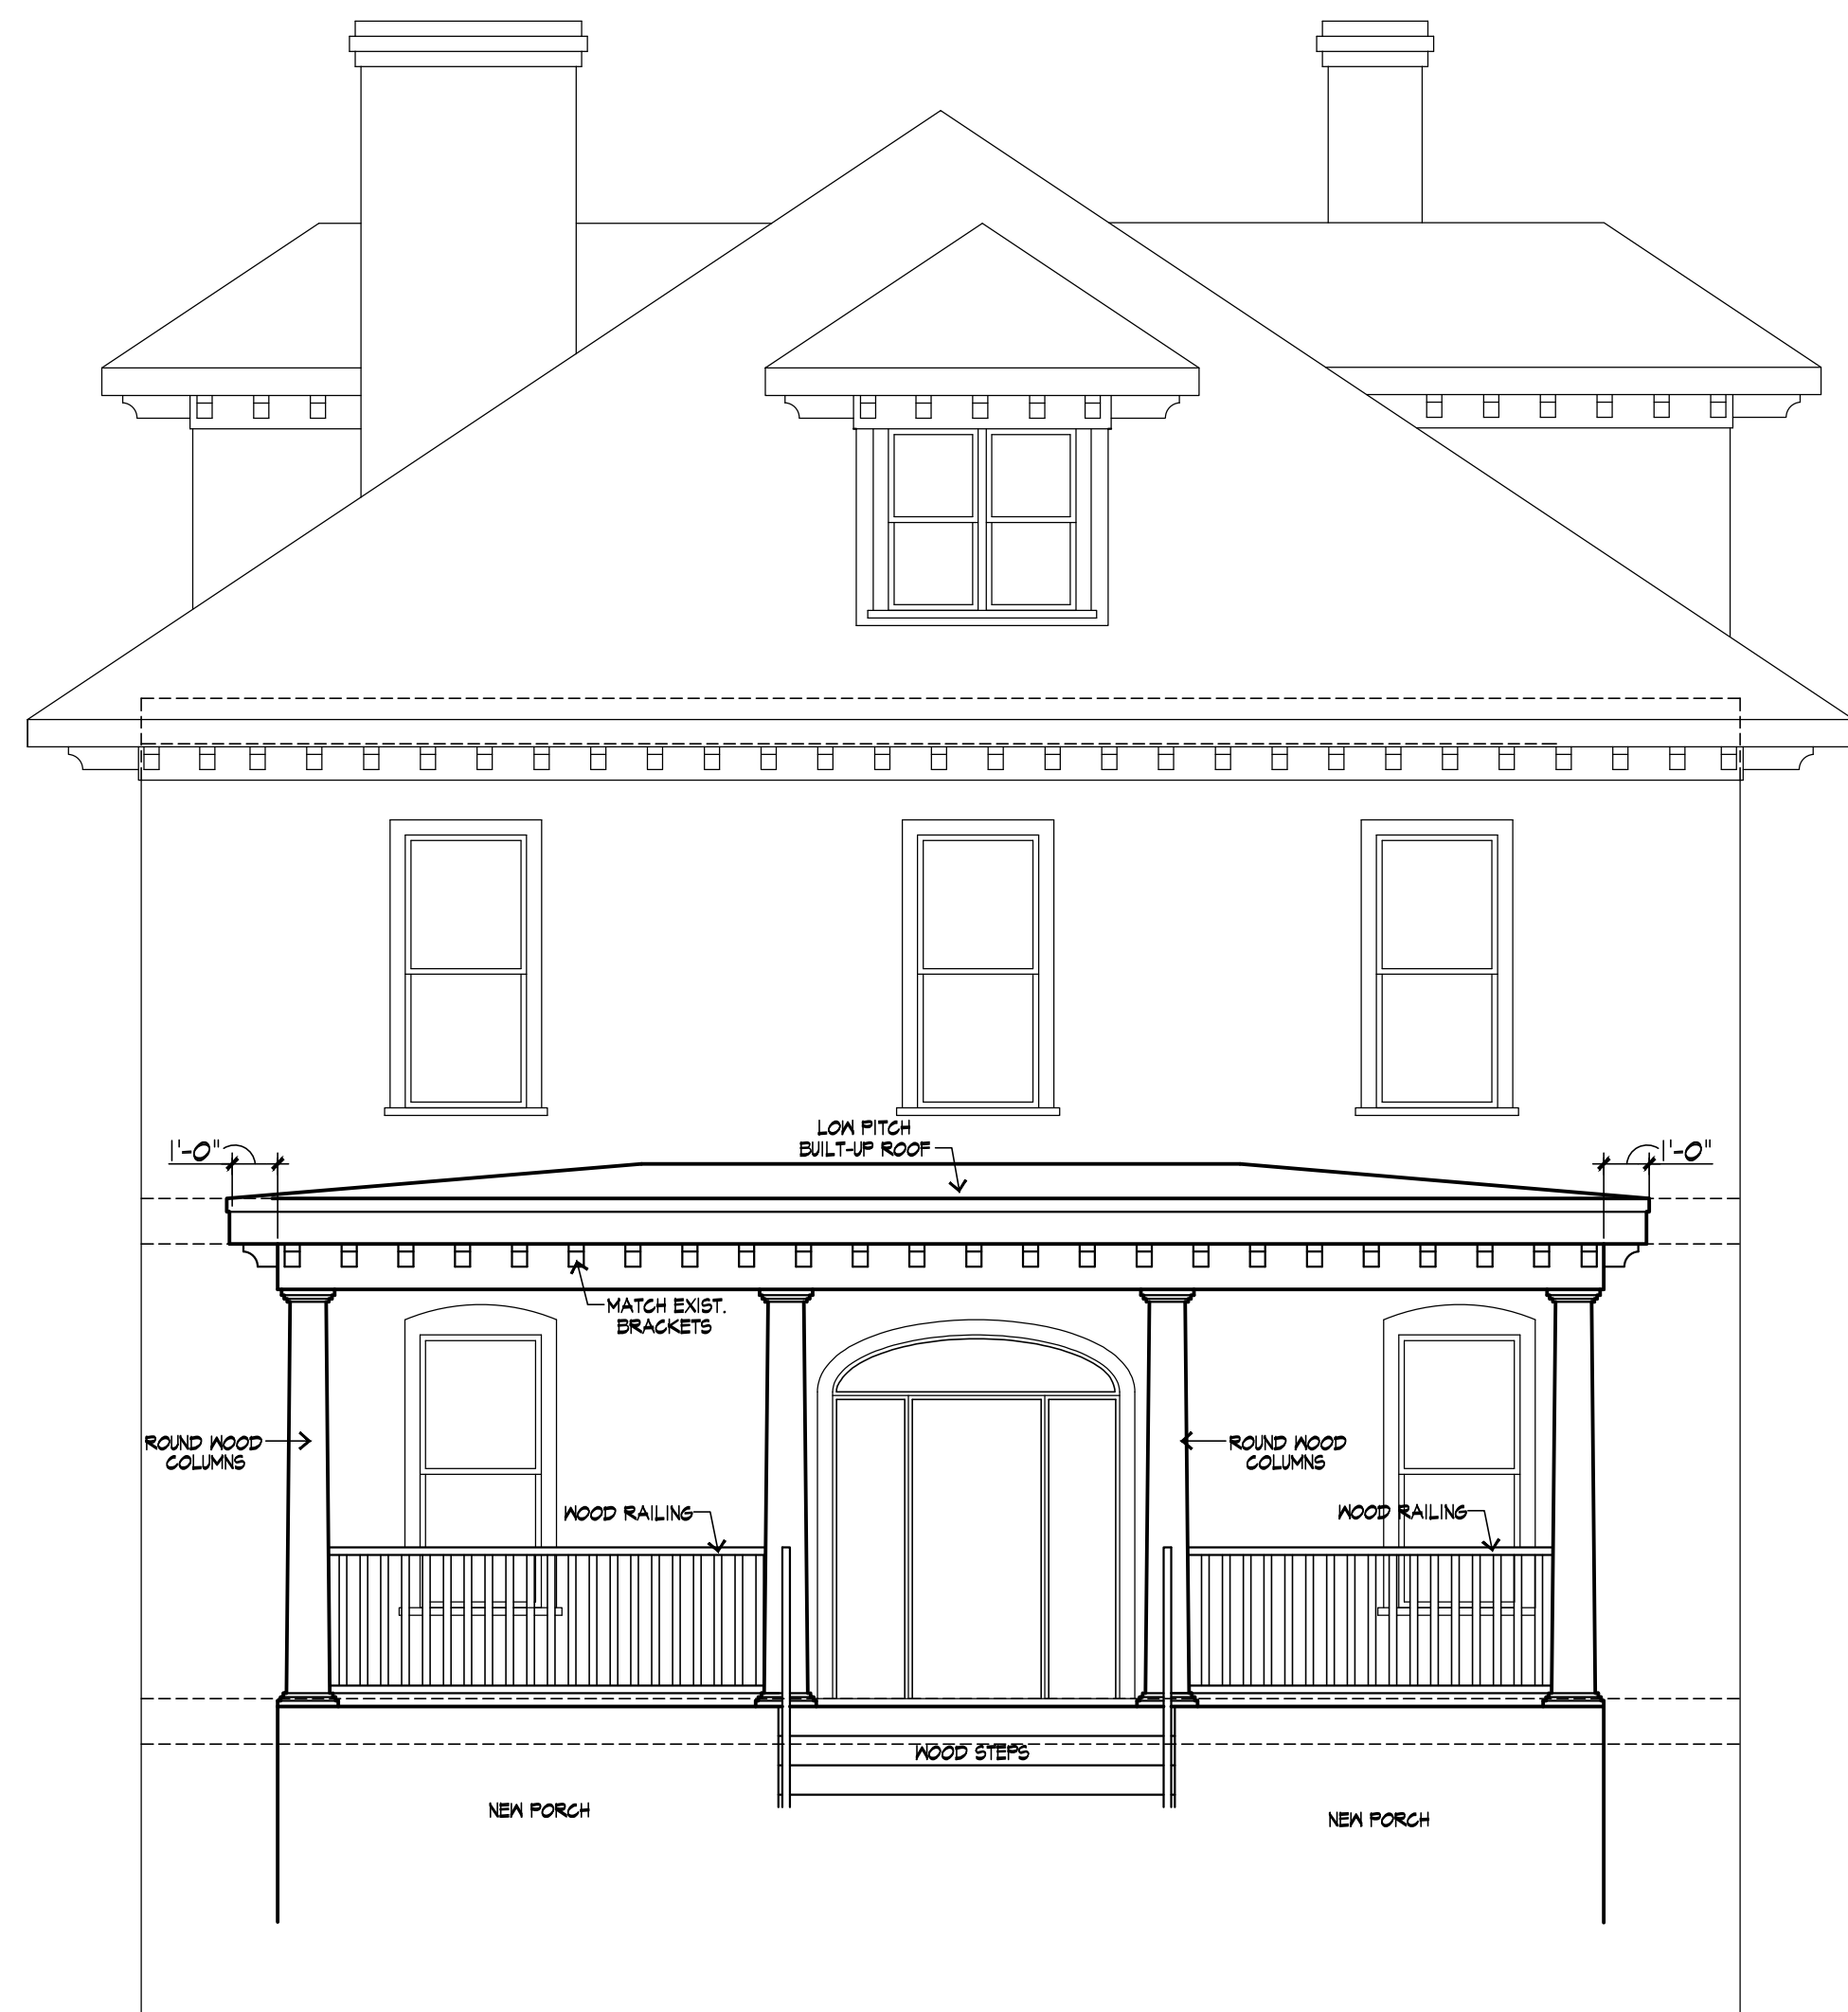 LOW PITCH
BUILT-UP ROOF
1'-0"
1'-0"
MATCH EXIST.
BRACKETS
ROUND WOOD
COLUMNS
ROUND WOOD
COLUMNS
WOOD RAILING
WOOD RAILING
WOOD STEPS
NEW PORCH
NEW PORCH